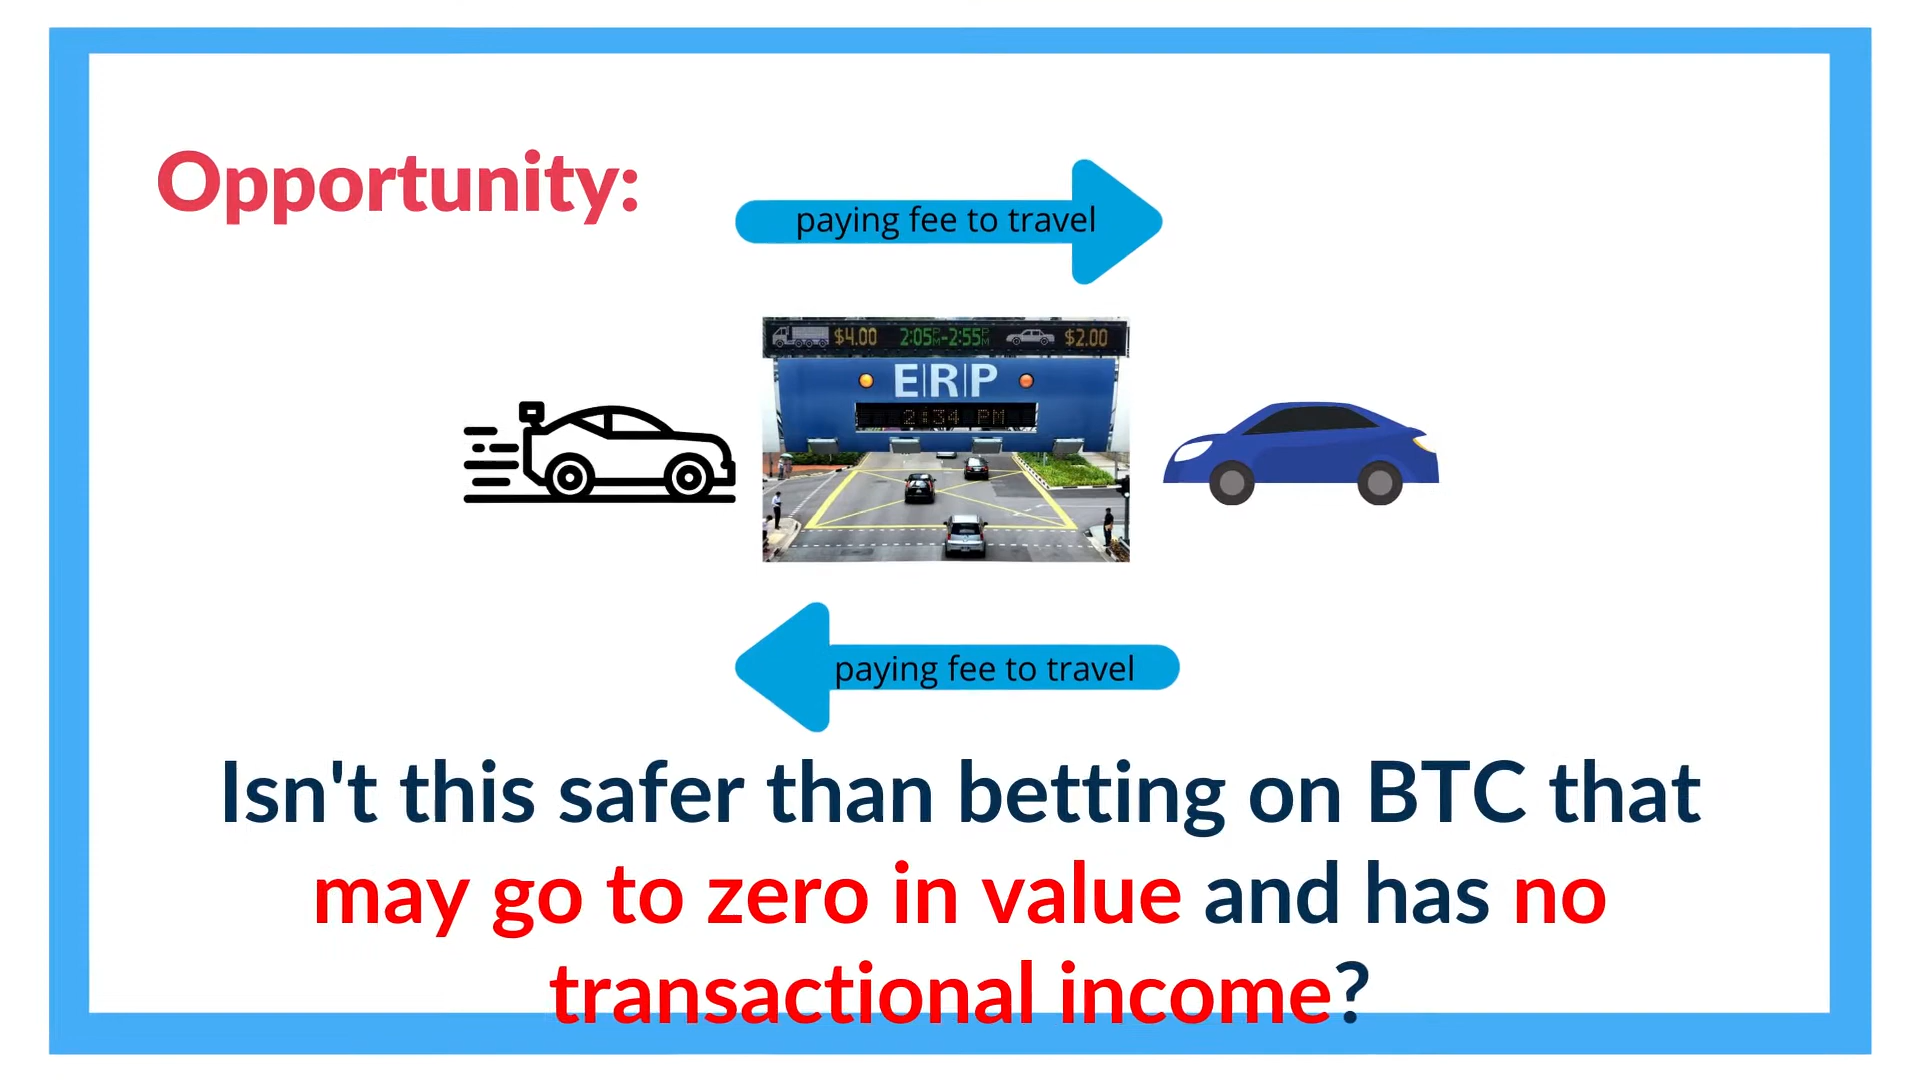 Opportunity:
paying fee to travel
$4.00 2:05PM-2:55PM $2.00
E|R|P
2:34 PM
paying fee to travel
Isn't this safer than betting on BTC that
may go to zero in value and has no
transactional income?